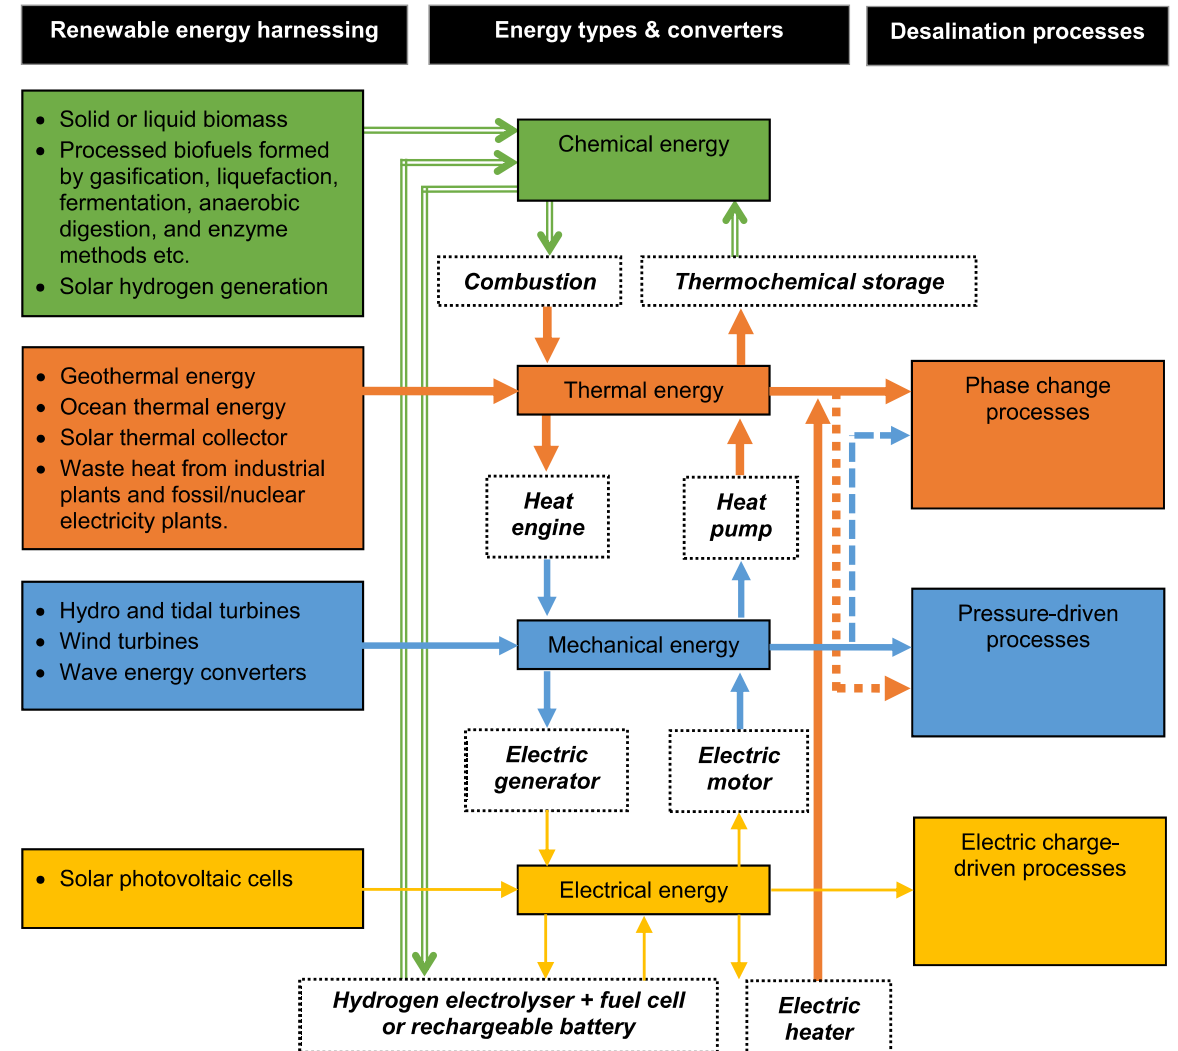 Renewable energy harnessing
Energy types & converters
Desalination processes
• Solid or liquid biomass
• Processed biofuels formed
by gasification, liquefaction,
fermentation, anaerobic
digestion, and enzyme
methods etc.
• Solar hydrogen generation
Chemical energy
Combustion
Thermochemical storage
• Geothermal energy
• Ocean thermal energy
• Solar thermal collector
• Waste heat from industrial
plants and fossil/nuclear
electricity plants.
Thermal energy
Phase change
processes
Heat
engine
Heat
pump
• Hydro and tidal turbines
• Wind turbines
• Wave energy converters
Mechanical energy
Pressure-driven
processes
Electric
generator
Electric
motor
• Solar photovoltaic cells
Electrical energy
Electric charge-
driven processes
Hydrogen electrolyser + fuel cell
or rechargeable battery
Electric
heater